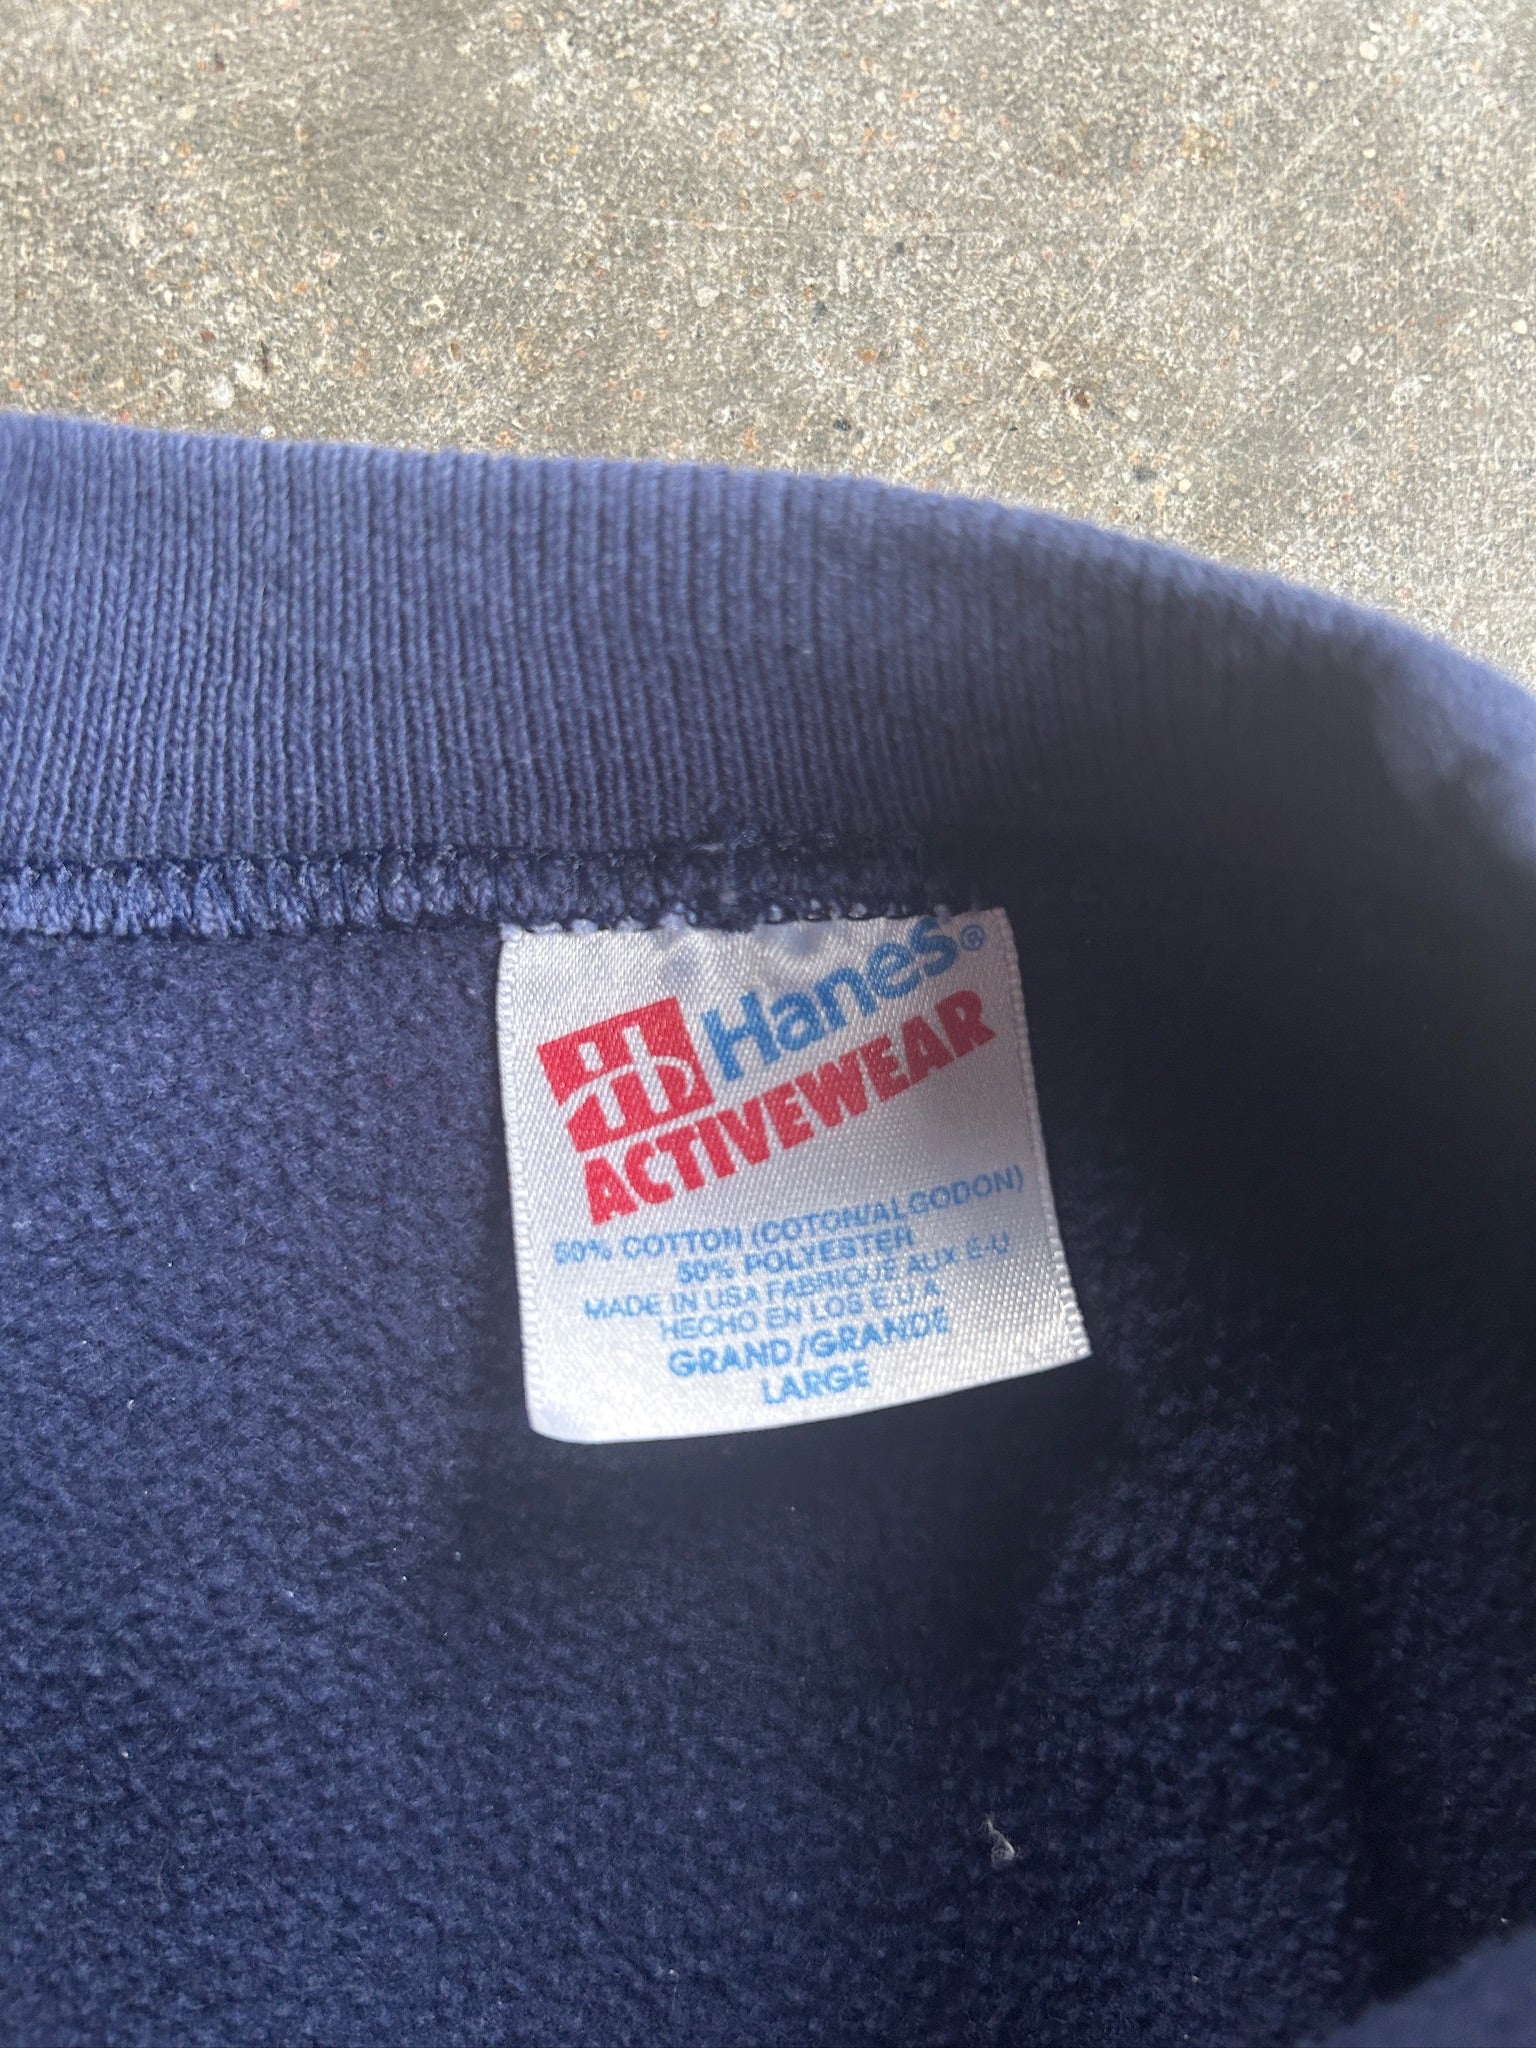 Hanes®
ACTIVEWEAR
50% COTTON (COTON/ALGODON)
50% POLYESTER
MADE IN USA FABRIQUE AUX E-U
HECHO EN LOS E.U.A
GRAND/GRANDE
LARGE